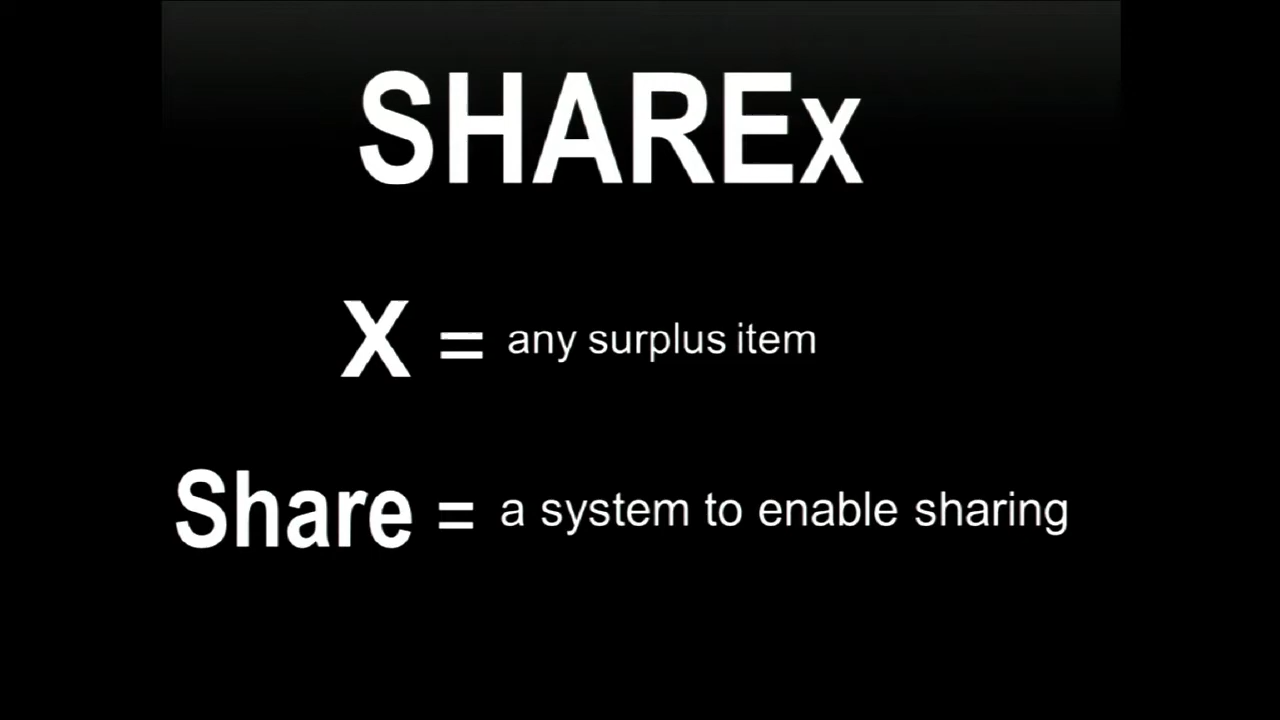 SHAREx
X = any surplus item
Share = a system to enable sharing